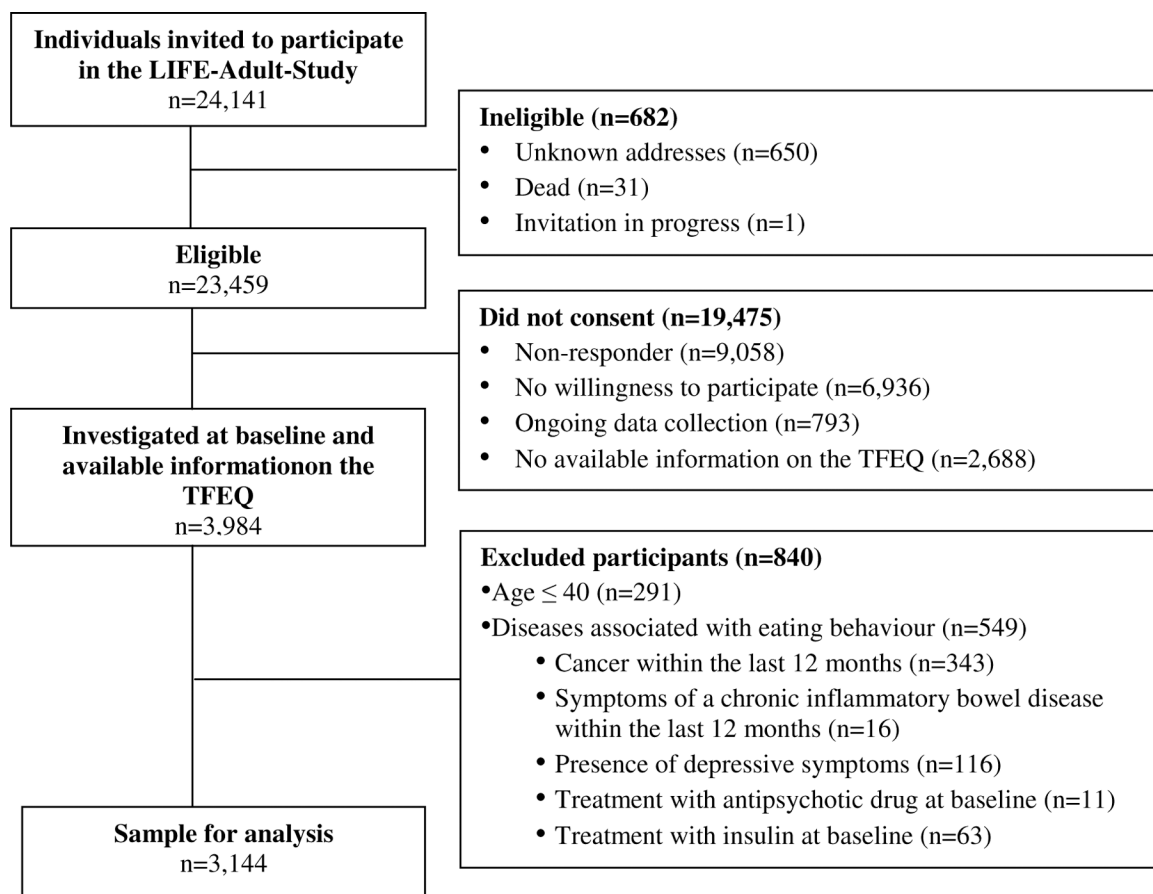 Individuals invited to participate
in the LIFE-Adult-Study
n=24,141
Ineligible (n=682)
• Unknown addresses (n=650)
• Dead (n=31)
• Invitation in progress (n=1)
Eligible
n=23,459
Did not consent (n=19,475)
• Non-responder (n=9,058)
• No willingness to participate (n=6,936)
• Ongoing data collection (n=793)
• No available information on the TFEQ (n=2,688)
Investigated at baseline and
available informationon the
TFEQ
n=3,984
Excluded participants (n=840)
•Age ≤ 40 (n=291)
•Diseases associated with eating behaviour (n=549)
• Cancer within the last 12 months (n=343)
• Symptoms of a chronic inflammatory bowel disease
within the last 12 months (n=16)
• Presence of depressive symptoms (n=116)
• Treatment with antipsychotic drug at baseline (n=11)
• Treatment with insulin at baseline (n=63)
Sample for analysis
n=3,144